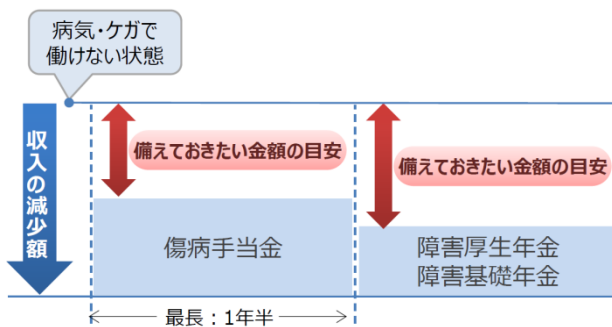 病気・ケガで
働けない状態
収入の減少額
備えておきたい金額の目安
備えておきたい金額の目安
傷病手当金
障害厚生年金
障害基礎年金
最長：1年半